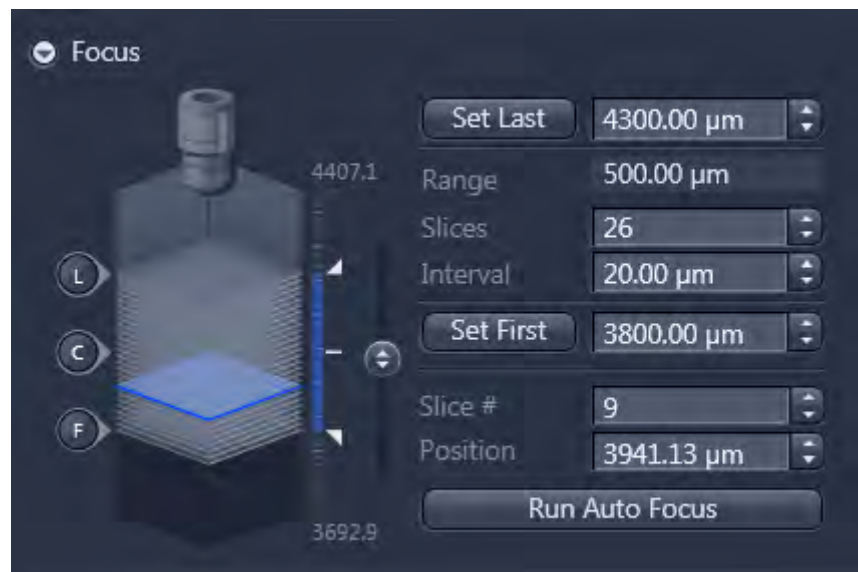 Focus
Set Last 4300.00 µm
4407,1
Range 500.00 µm
Slices 26
L
Interval 20.00 µm
Set First 3800.00 µm
C
Slice # 9
F
Position 3941.13 µm
Run Auto Focus
3692,9